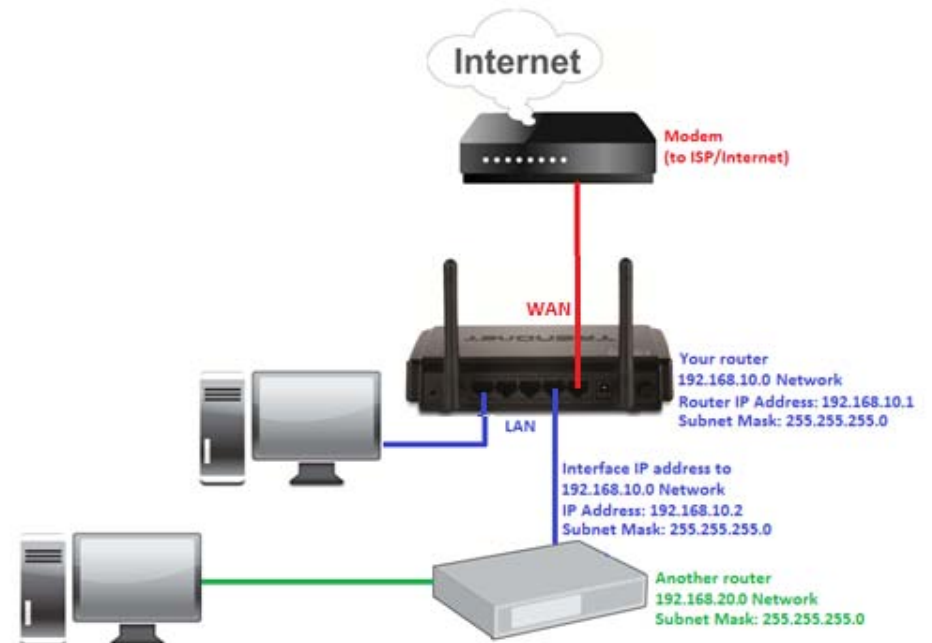 Internet
Modem
(to ISP/Internet)
WAN
TRENDNET
Your router
192.168.10.0 Network
Router IP Address: 192.168.10.1
Subnet Mask: 255.255.255.0
LAN
Interface IP address to
192.168.10.0 Network
IP Address: 192.168.10.2
Subnet Mask: 255.255.255.0
Another router
192.168.20.0 Network
Subnet Mask: 255.255.255.0